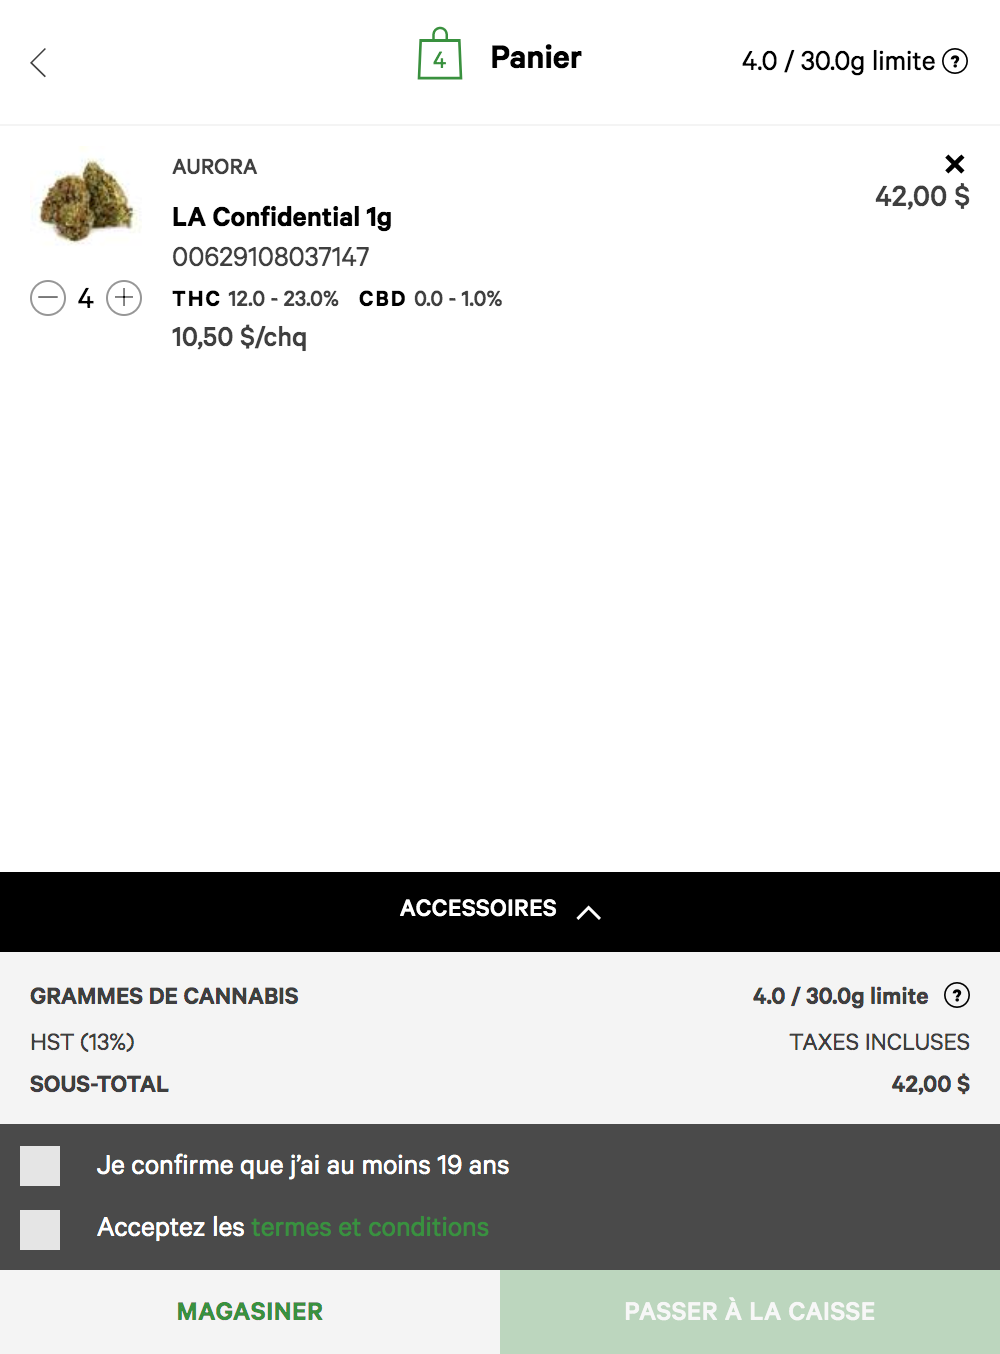 4 Panier 4.0 / 30.0g limite ?
AURORA
42,00 $
LA Confidential 1g
00629108037147
4 THC 12.0 - 23.0% CBD 0.0 - 1.0%
10,50 $/chq
ACCESSOIRES
GRAMMES DE CANNABIS 4.0 / 30.0g limite ?
HST (13%) TAXES INCLUSES
SOUS-TOTAL 42,00 $
Je confirme que j’ai au moins 19 ans
Acceptez les termes et conditions
MAGASINER PASSER À LA CAISSE